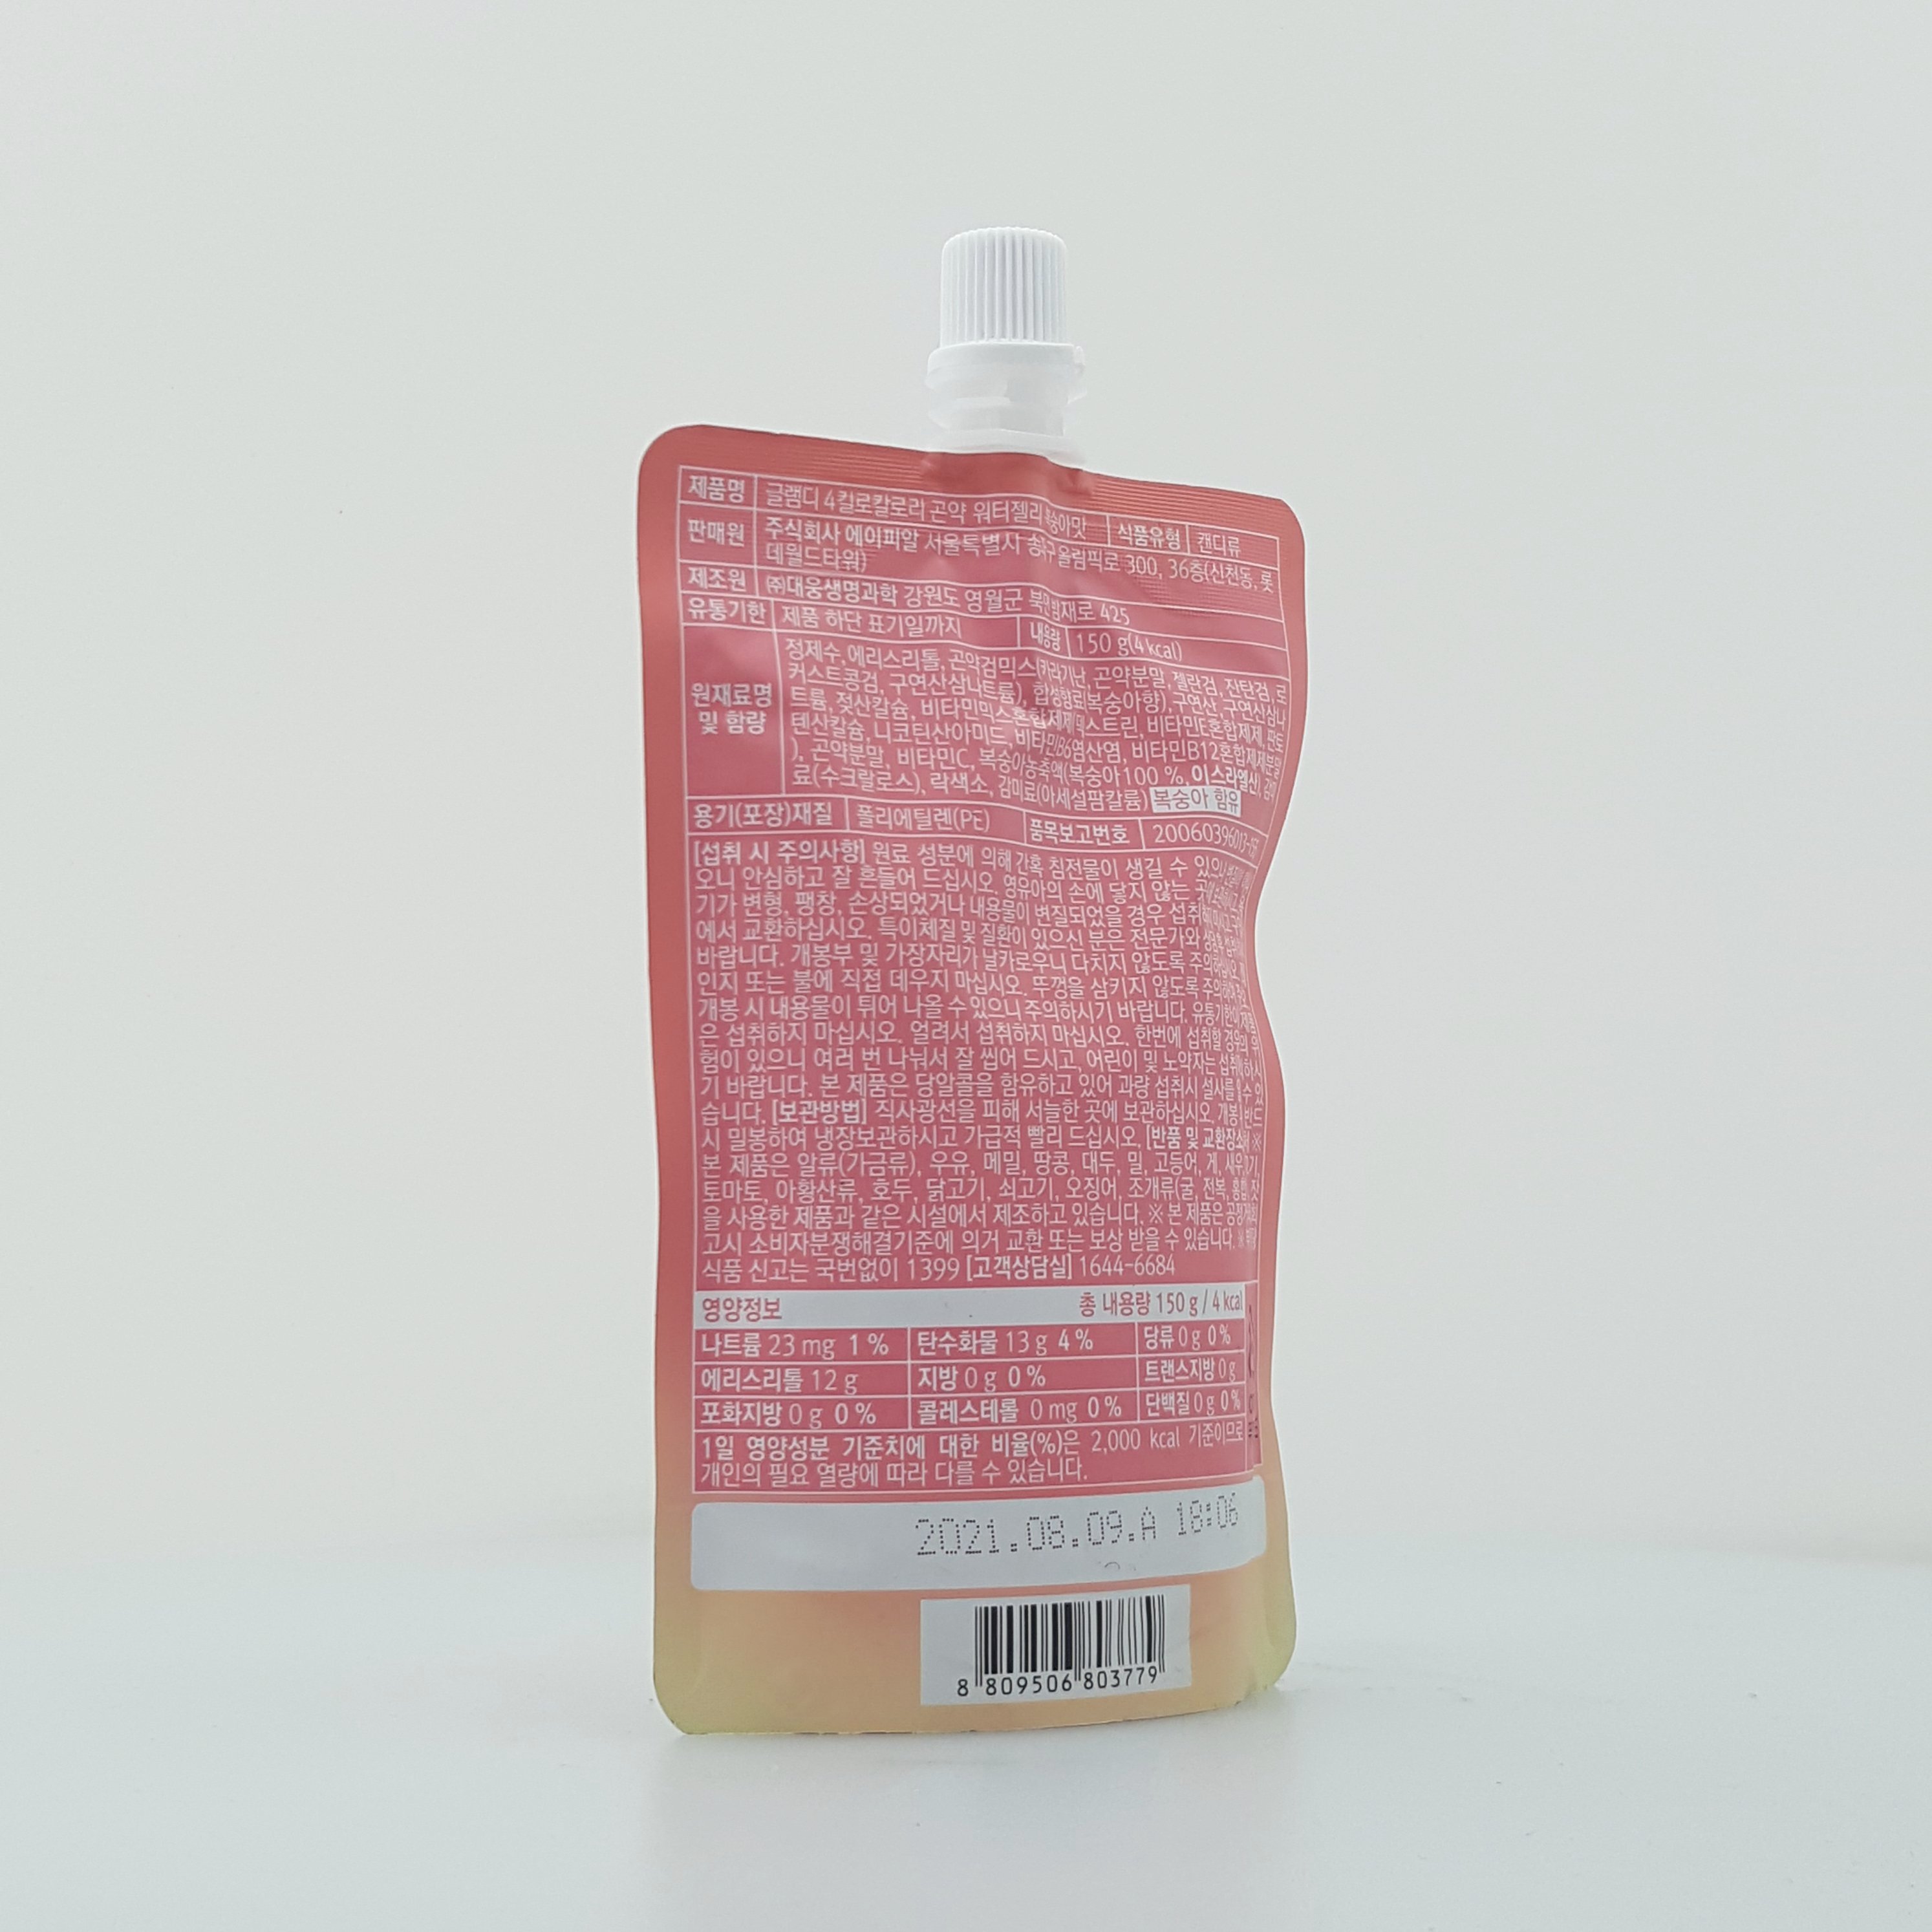 제품명 글램디 4킬로칼로리 곤약 워터젤리 복숭아맛 식품유형 캔디류
판매원 주식회사 에이피알 서울특별시 송파구 올림픽로 300, 36층(신천동, 롯
데월드타워)
제조원 ㈜대웅생명과학 강원도 영월군 북면 밤재로 425
유통기한 제품 하단 표기일까지 내용량 150 g(4 kcal)
원재료명 및 함량
정제수, 에리스리톨, 곤약검믹스(카라기난, 곤약분말, 젤란검, 잔탄검, 로
커스트콩검, 구연산삼나트륨), 합성향료(복숭아향), 구연산, 구연산삼나
트륨, 젖산칼슘, 비타민믹스혼합제제(덱스트린, 비타민E혼합제제, 판토
텐산칼슘, 니코틴산아미드, 비타민B6염산염, 비타민B12혼합제제분말
), 곤약분말, 비타민C, 복숭아농축액(복숭아100 %, 이스라엘산), 감미
료(수크랄로스), 락색소, 감미료(아세설팜칼륨) 복숭아 함유
용기(포장)재질 폴리에틸렌(PE) 품목보고번호 20060396013
[섭취 시 주의사항] 원료 성분에 의해 간혹 침전물이 생길 수 있으나
오니 안심하고 잘 흔들어 드십시오. 영유아의 손에 닿지 않는 곳에
기가 변형, 팽창, 손상되었거나 내용물이 변질되었을 경우 섭취하
에서 교환하십시오. 특이체질 및 질환이 있으신 분은 전문가와 상담후
바랍니다. 개봉부 및 가장자리가 날카로우니 다치지 않도록 주의하십시오.
인지 또는 불에 직접 데우지 마십시오. 뚜껑을 삼키지 않도록 주의하여
개봉 시 내용물이 튀어 나올 수 있으니 주의하시기 바랍니다. 유통기한이
은 섭취하지 마십시오. 얼려서 섭취하지 마십시오. 한번에 섭취할 경우
험이 있으니 여러 번 나눠서 잘 씹어 드시고, 어린이 및 노약자는 섭취
기 바랍니다. 본 제품은 당알콜을 함유하고 있어 과량 섭취시 설사를 일 수 있
습니다. [보관방법] 직사광선을 피해 서늘한 곳에 보관하십시오. 개봉 반드
시 밀봉하여 냉장보관하시고 가급적 빨리 드십시오. [반품 및 교환장소] ※
본 제품은 알류(가금류), 우유, 메밀, 땅콩, 대두, 밀, 고등어, 게, 새우,
토마토, 아황산류, 호두, 닭고기, 쇠고기, 오징어, 조개류(굴, 전복, 홍합), 잣
을 사용한 제품과 같은 시설에서 제조하고 있습니다. ※ 본 제품은 공정거래
고시 소비자분쟁해결기준에 의거 교환 또는 보상 받을 수 있습니다. ※
식품 신고는 국번없이 1399 [고객상담실] 1644-6684
영양정보 총 내용량 150 g / 4 kcal
나트륨 23 mg 1 % 탄수화물 13 g 4 % 당류 0 g 0 %
에리스리톨 12 g 지방 0 g 0 % 트랜스지방 0 g
포화지방 0 g 0 % 콜레스테롤 0 mg 0 % 단백질 0 g 0 %
1일 영양성분 기준치에 대한 비율(%)은 2,000 kcal 기준이므로
개인의 필요 열량에 따라 다를 수 있습니다.
2021.08.09.A 18:06
8 809506 803779